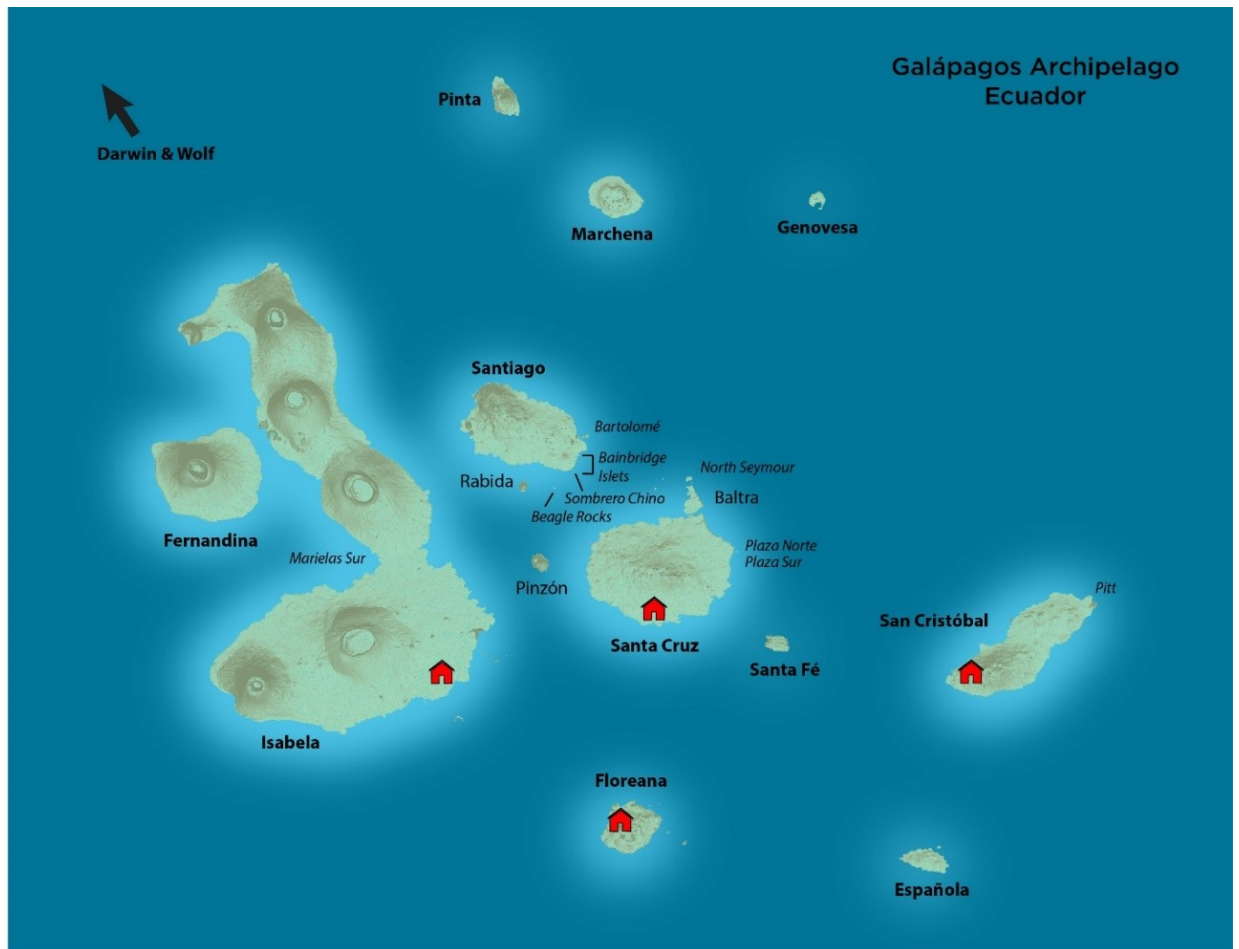 Galápagos Archipelago
Ecuador
Pinta
Darwin & Wolf
Marchena
Genovesa
Santiago
Bartolomé
Bainbridge
Islets
North Seymour
Rabida
Sombrero Chino
Baltra
Beagle Rocks
Fernandina
Marielas Sur
Plaza Norte
Plaza Sur
Pinzón
Pitt
San Cristóbal
Santa Cruz
Santa Fé
Isabela
Floreana
Española